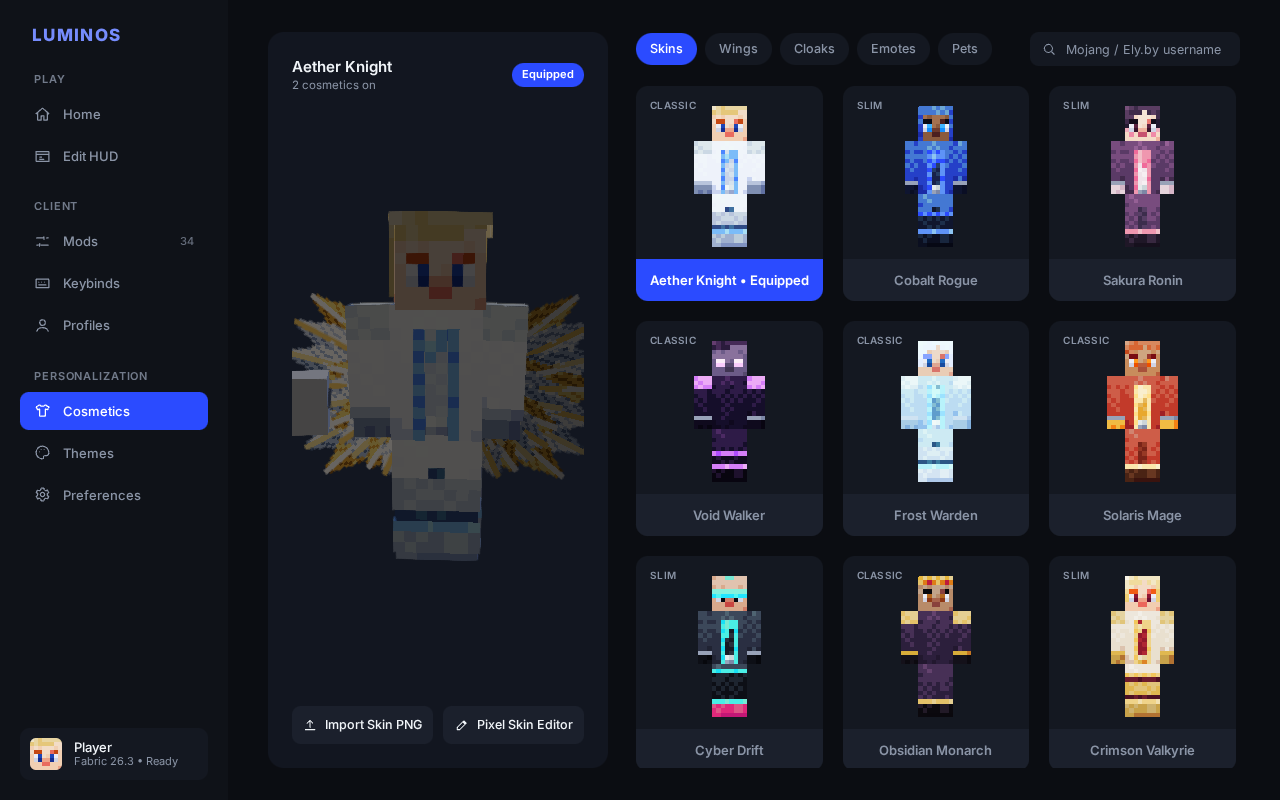 LUMINOS
PLAY
Home
Edit HUD
CLIENT
Mods 34
Keybinds
Profiles
PERSONALIZATION
Cosmetics
Themes
Preferences
Player
Fabric 26.3 • Ready
Aether Knight
2 cosmetics on
Equipped
Import Skin PNG
Pixel Skin Editor
Skins Wings Cloaks Emotes Pets
Mojang / Ely.by username
CLASSIC
Aether Knight • Equipped
SLIM
Cobalt Rogue
SLIM
Sakura Ronin
CLASSIC
Void Walker
CLASSIC
Frost Warden
CLASSIC
Solaris Mage
SLIM
Cyber Drift
CLASSIC
Obsidian Monarch
SLIM
Crimson Valkyrie